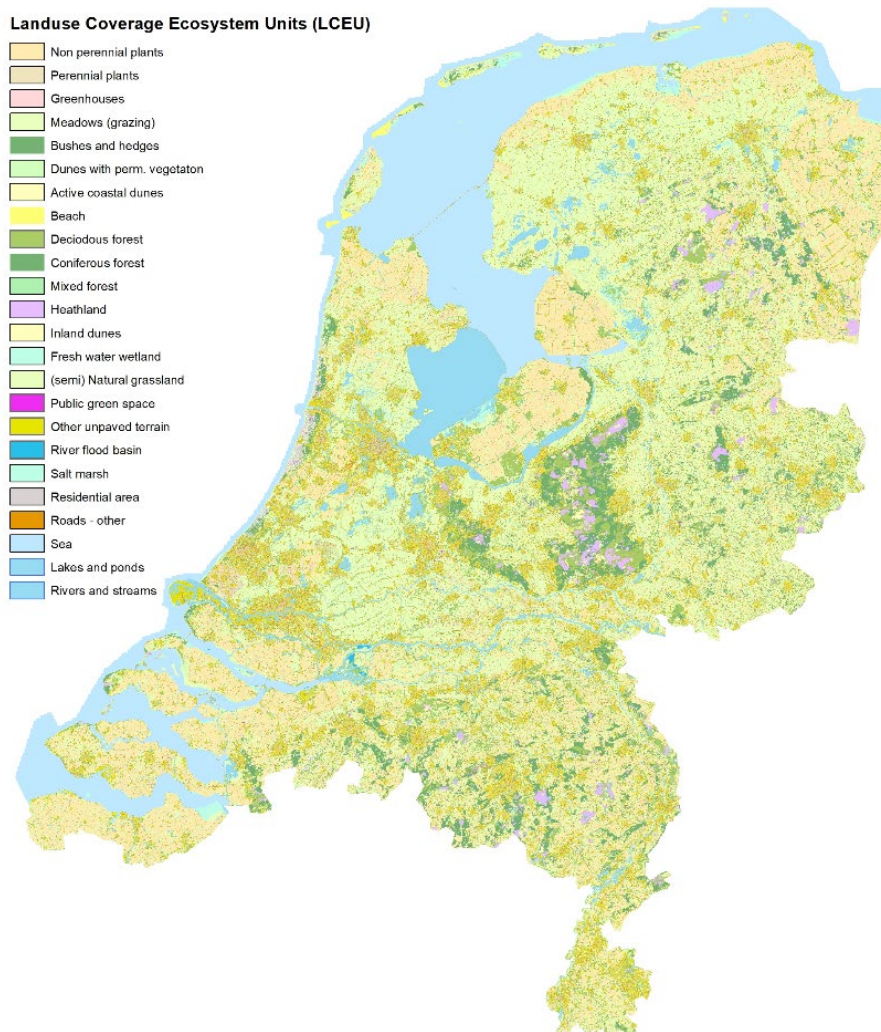 Landuse Coverage Ecosystem Units (LCEU)
Non perennial plants
Perennial plants
Greenhouses
Meadows (grazing)
Bushes and hedges
Dunes with perm. vegetaton
Active coastal dunes
Beach
Deciodous forest
Coniferous forest
Mixed forest
Heathland
Inland dunes
Fresh water wetland
(semi) Natural grassland
Public green space
Other unpaved terrain
River flood basin
Salt marsh
Residential area
Roads - other
Sea
Lakes and ponds
Rivers and streams